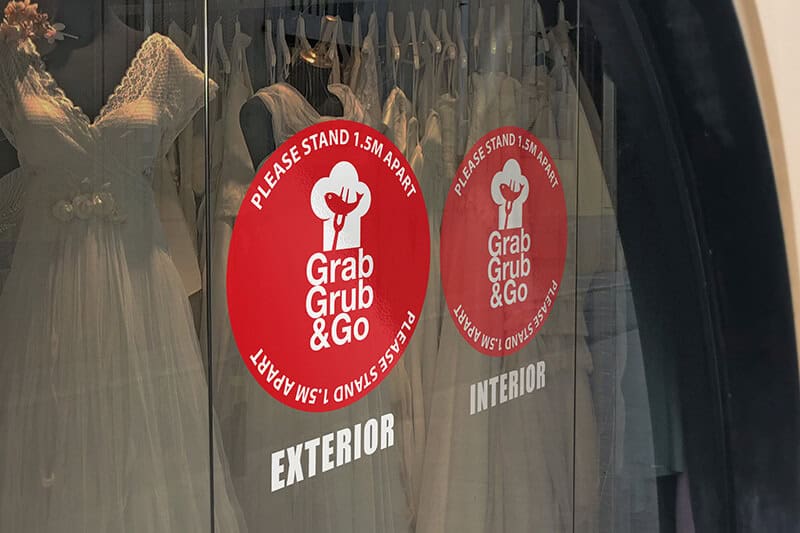 PLEASE STAND 1.5M APART
Grab
Grub
&Go
PLEASE STAND 1.5M APART
EXTERIOR
PLEASE STAND 1.5M APART
Grab
Grub
&Go
PLEASE STAND 1.5M APART
INTERIOR